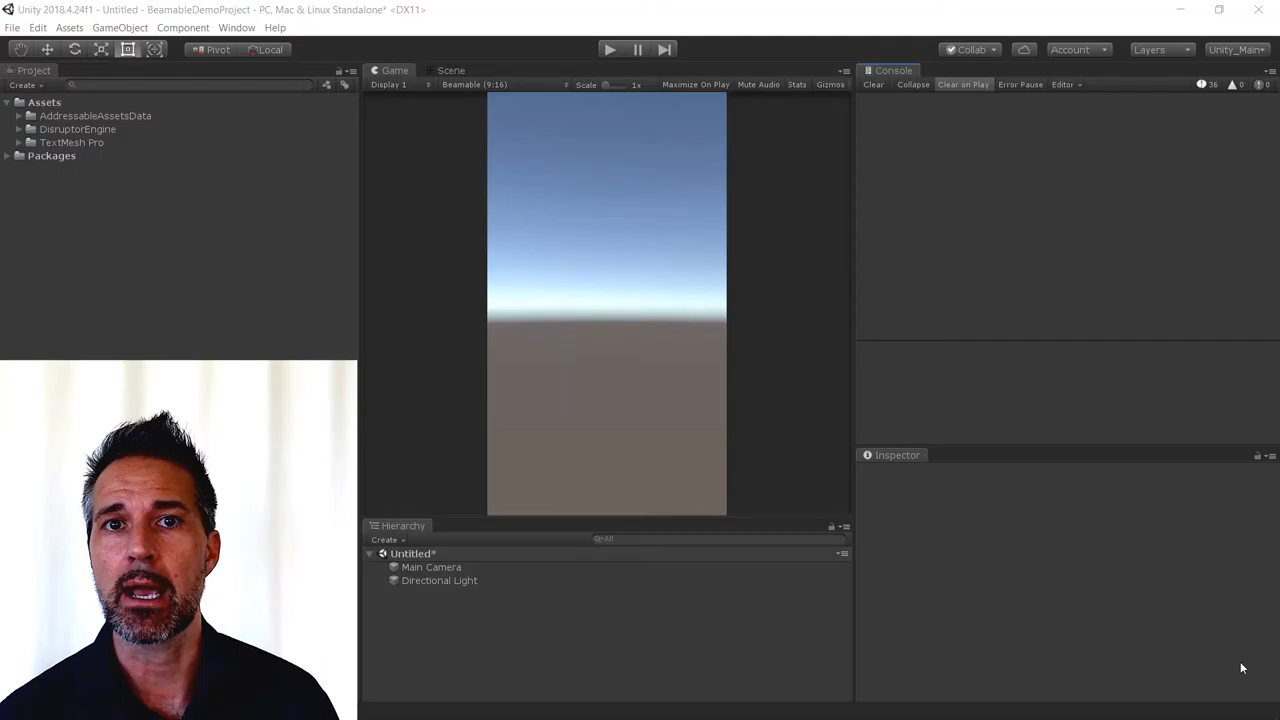 Unity 2018.4.24f1 - Untitled - BeamableDemoProject - PC, Mac & Linux Standalone* <DX11>
File Edit Assets GameObject Component Window Help
Pivot Local Collab Account Layers Unity_Main
Project
Create
Assets
AddressableAssetsData
DisruptorEngine
TextMesh Pro
Packages
Game Scene
Display 1 Beamable (9:16) Scale 1x Maximize On Play Mute Audio Stats Gizmos
Console
Clear Collapse Clear on Play Error Pause Editor 36 0 0
Inspector
Hierarchy
Create All
Untitled*
Main Camera
Directional Light